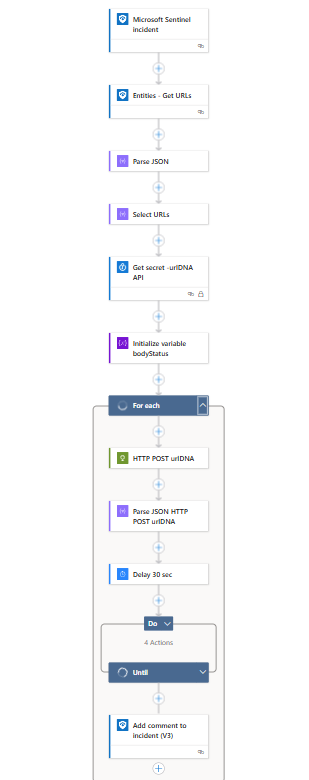 Microsoft Sentinel
incident
Entities - Get URLs
Parse JSON
Select URLs
Get secret -urlDNA
API
Initialize variable
bodyStatus
For each
HTTP POST urlDNA
Parse JSON HTTP
POST urlDNA
Delay 30 sec
Do
4 Actions
Until
Add comment to
incident (V3)